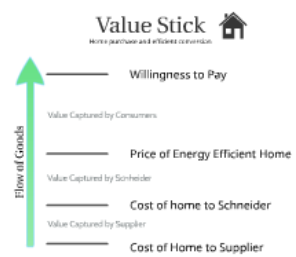 Value Stick
Home purchase and efficient conversion
Willingness to Pay
Value Captured by Consumers
Price of Energy Efficient Home
Value Captured by Schneider
Cost of home to Schneider
Value Captured by Supplier
Cost of Home to Supplier
Flow of Goods